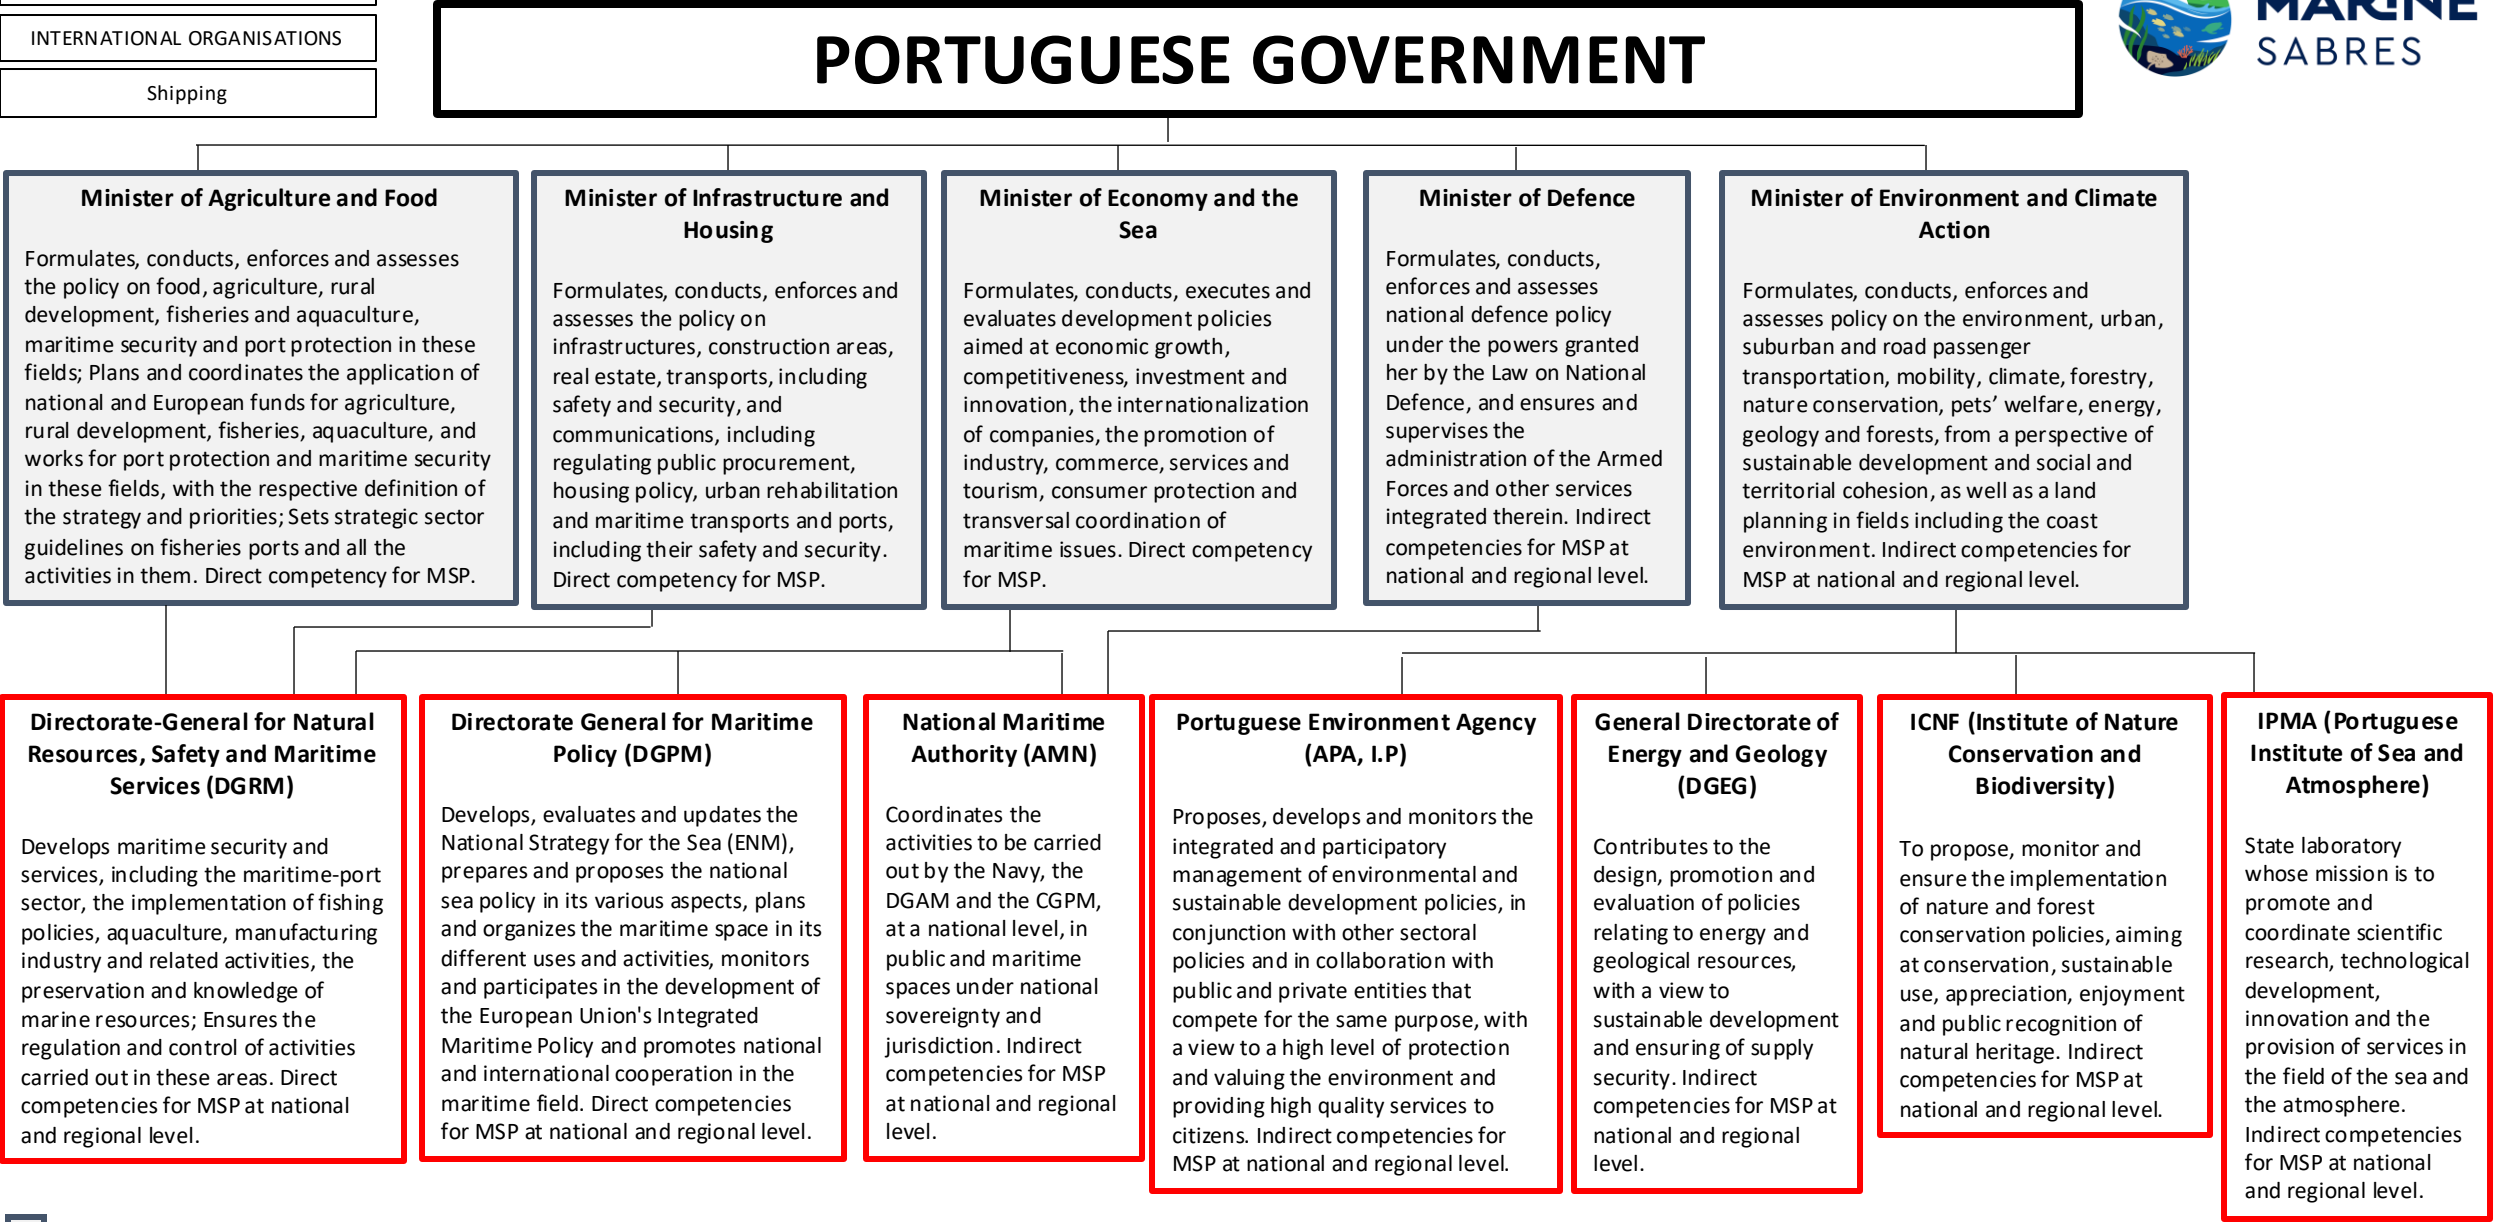 INTERNATIONAL ORGANISATIONS
Shipping
PORTUGUESE GOVERNMENT
MARINE
SABRES
Minister of Agriculture and Food
Formulates, conducts, enforces and assesses
the policy on food, agriculture, rural
development, fisheries and aquaculture,
maritime security and port protection in these
fields; Plans and coordinates the application of
national and European funds for agriculture,
rural development, fisheries, aquaculture, and
works for port protection and maritime security
in these fields, with the respective definition of
the strategy and priorities; Sets strategic sector
guidelines on fisheries ports and all the
activities in them. Direct competency for MSP.
Minister of Infrastructure and
Housing
Formulates, conducts, enforces and
assesses the policy on
infrastructures, construction areas,
real estate, transports, including
safety and security, and
communications, including
regulating public procurement,
housing policy, urban rehabilitation
and maritime transports and ports,
including their safety and security.
Direct competency for MSP.
Minister of Economy and the
Sea
Formulates, conducts, executes and
evaluates development policies
aimed at economic growth,
competitiveness, investment and
innovation, the internationalization
of companies, the promotion of
industry, commerce, services and
tourism, consumer protection and
transversal coordination of
maritime issues. Direct competency
for MSP.
Minister of Defence
Formulates, conducts,
enforces and assesses
national defence policy
under the powers granted
her by the Law on National
Defence, and ensures and
supervises the
administration of the Armed
Forces and other services
integrated therein. Indirect
competencies for MSP at
national and regional level.
Minister of Environment and Climate
Action
Formulates, conducts, enforces and
assesses policy on the environment, urban,
suburban and road passenger
transportation, mobility, climate, forestry,
nature conservation, pets’ welfare, energy,
geology and forests, from a perspective of
sustainable development and social and
territorial cohesion, as well as a land
planning in fields including the coast
environment. Indirect competencies for
MSP at national and regional level.
Directorate-General for Natural
Resources, Safety and Maritime
Services (DGRM)
Develops maritime security and
services, including the maritime-port
sector, the implementation of fishing
policies, aquaculture, manufacturing
industry and related activities, the
preservation and knowledge of
marine resources; Ensures the
regulation and control of activities
carried out in these areas. Direct
competencies for MSP at national
and regional level.
Directorate General for Maritime
Policy (DGPM)
Develops, evaluates and updates the
National Strategy for the Sea (ENM),
prepares and proposes the national
sea policy in its various aspects, plans
and organizes the maritime space in its
different uses and activities, monitors
and participates in the development of
the European Union's Integrated
Maritime Policy and promotes national
and international cooperation in the
maritime field. Direct competencies
for MSP at national and regional level.
National Maritime
Authority (AMN)
Coordinates the
activities to be carried
out by the Navy, the
DGAM and the CGPM,
at a national level, in
public and maritime
spaces under national
sovereignty and
jurisdiction. Indirect
competencies for MSP
at national and regional
level.
Portuguese Environment Agency
(APA, I.P)
Proposes, develops and monitors the
integrated and participatory
management of environmental and
sustainable development policies, in
conjunction with other sectoral
policies and in collaboration with
public and private entities that
compete for the same purpose, with
a view to a high level of protection
and valuing the environment and
providing high quality services to
citizens. Indirect competencies for
MSP at national and regional level.
General Directorate of
Energy and Geology
(DGEG)
Contributes to the
design, promotion and
evaluation of policies
relating to energy and
geological resources,
with a view to
sustainable development
and ensuring of supply
security. Indirect
competencies for MSP at
national and regional
level.
ICNF (Institute of Nature
Conservation and
Biodiversity)
To propose, monitor and
ensure the implementation
of nature and forest
conservation policies, aiming
at conservation, sustainable
use, appreciation, enjoyment
and public recognition of
natural heritage. Indirect
competencies for MSP at
national and regional level.
IPMA (Portuguese
Institute of Sea and
Atmosphere)
State laboratory
whose mission is to
promote and
coordinate scientific
research, technological
development,
innovation and the
provision of services in
the field of the sea and
the atmosphere.
Indirect competencies
for MSP at national
and regional level.